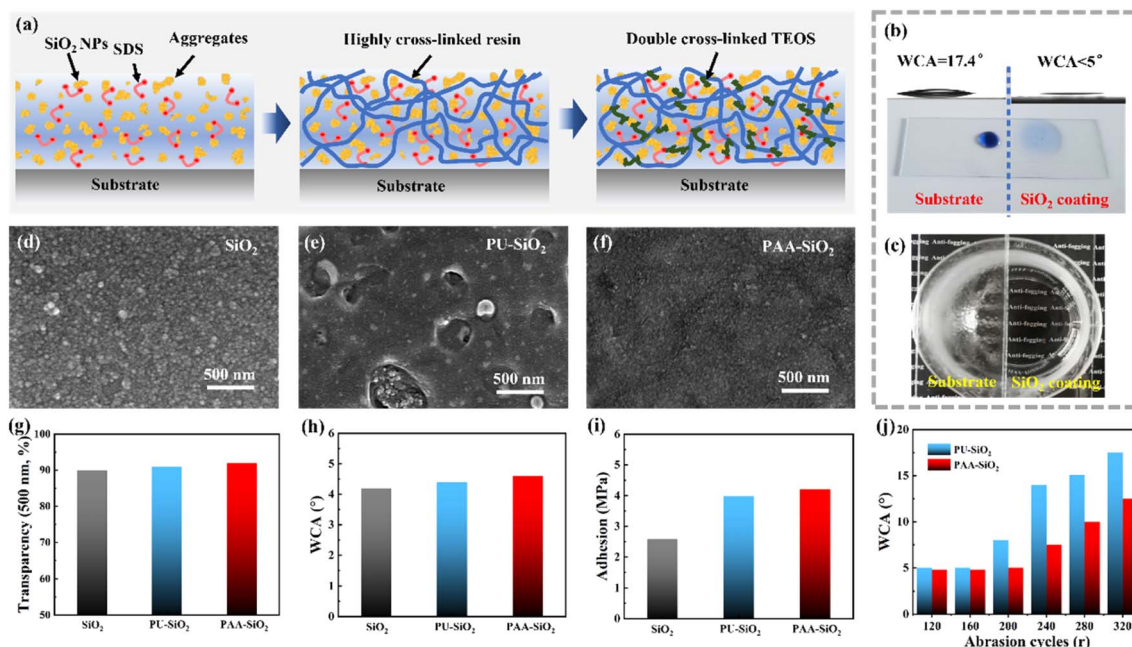 (a)
SiO₂ NPs
SDS
Aggregates
Substrate
Highly cross-linked resin
Substrate
Double cross-linked TEOS
Substrate
(b)
WCA=17.4°
WCA<5°
Substrate
SiO₂ coating
(c)
Anti-fogging
Substrate
SiO₂ coating
(d)
SiO₂
500 nm
(e)
PU-SiO₂
500 nm
(f)
PAA-SiO₂
500 nm
(g)
Transparency (500 nm, %)
100
90
80
70
60
50
SiO₂
PU-SiO₂
PAA-SiO₂
(h)
WCA (°)
6
5
4
3
2
1
0
SiO₂
PU-SiO₂
PAA-SiO₂
(i)
Adhesion (MPa)
6
5
4
3
2
1
0
SiO₂
PU-SiO₂
PAA-SiO₂
(j)
WCA (°)
20
15
10
5
0
PU-SiO₂
PAA-SiO₂
120
160
200
240
280
320
Abrasion cycles (r)